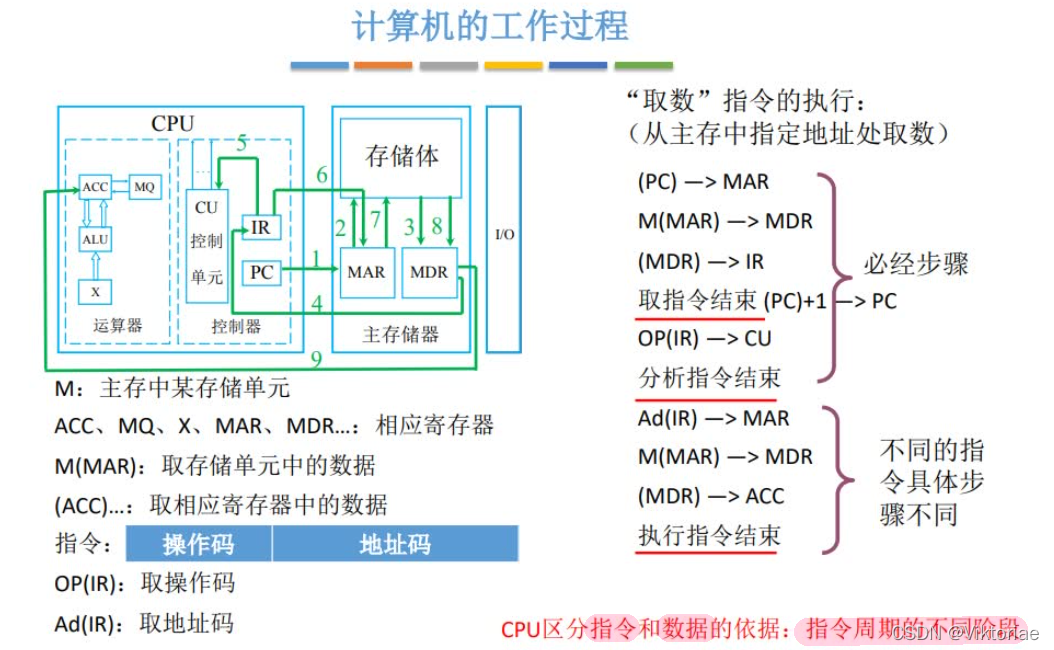 计算机的工作过程
CPU
ACC
MQ
ALU
X
运算器
CU
控制
单元
IR
PC
控制器
5
6
1
4
9
存储体
2
7
3
8
MAR
MDR
主存储器
I/O
M：主存中某存储单元
ACC、MQ、X、MAR、MDR…：相应寄存器
M(MAR)：取存储单元中的数据
(ACC)…：取相应寄存器中的数据
指令： 操作码 地址码
OP(IR)：取操作码
Ad(IR)：取地址码
“取数”指令的执行：
（从主存中指定地址处取数）
(PC) —> MAR
M(MAR) —> MDR
(MDR) —> IR
取指令结束 (PC)+1 —> PC
OP(IR) —> CU
分析指令结束
必经步骤
Ad(IR) —> MAR
M(MAR) —> MDR
(MDR) —> ACC
执行指令结束
不同的指
令具体步
骤不同
CPU区分指令和数据的依据：指令周期的不同阶段
CSDN @Viktoriae